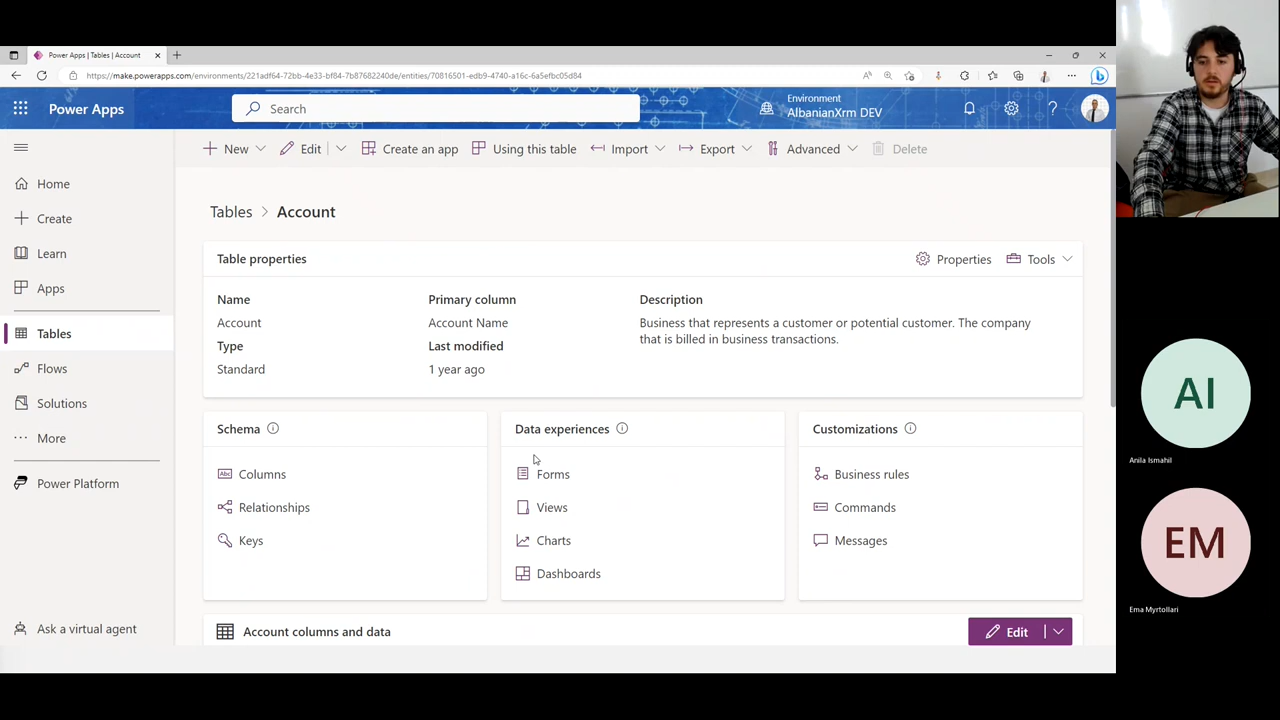 Power Apps | Tables | Account
https://make.powerapps.com/environments/221adf64-72bb-4e33-bf84-7b87682240de/entities/70816501-edb9-4740-a16c-6a5efbc05d84
Power Apps
Search
Environment
AlbanianXrm DEV
New
Edit
Create an app
Using this table
Import
Export
Advanced
Delete
Home
Create
Learn
Apps
Tables
Flows
Solutions
More
Power Platform
Ask a virtual agent
Tables > Account
Table properties
Properties
Tools
Name
Primary column
Description
Account
Account Name
Business that represents a customer or potential customer. The company
that is billed in business transactions.
Type
Last modified
Standard
1 year ago
Schema
Columns
Relationships
Keys
Data experiences
Forms
Views
Charts
Dashboards
Customizations
Business rules
Commands
Messages
Account columns and data
Edit
AI
Anila Ismahil
EM
Ema Myrtollari